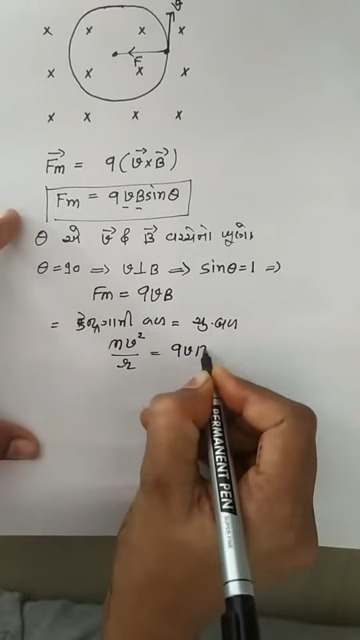 x x x x
v
F
x x x x
x x x x
Fm = q (v×B)
Fm = qvBsinθ
θ એ v & B વચ્ચેનો ખૂણો.
θ=90 ⟹ v⊥B ⟹ sinθ=1 ⟹
Fm = qvB
= કેન્દ્રગામી બળ = ચુ.બળ
mv²/r = qvB
PERMANENT PEN